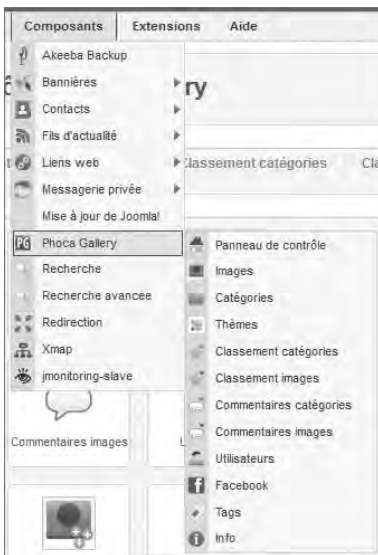 Composants Extensions Aide
Akeeba Backup
Bannières
ry
Contacts
Fils d'actualité
Liens web
Classement catégories
Messagerie privée
Mise à jour de Joomla!
PG Phoca Gallery
Panneau de contrôle
Recherche
Images
Recherche avancée
Catégories
Redirection
Thèmes
Xmap
Classement catégories
jmonitoring-slave
Classement images
Commentaires catégories
Commentaires images
Commentaires images
Utilisateurs
Facebook
Tags
Info